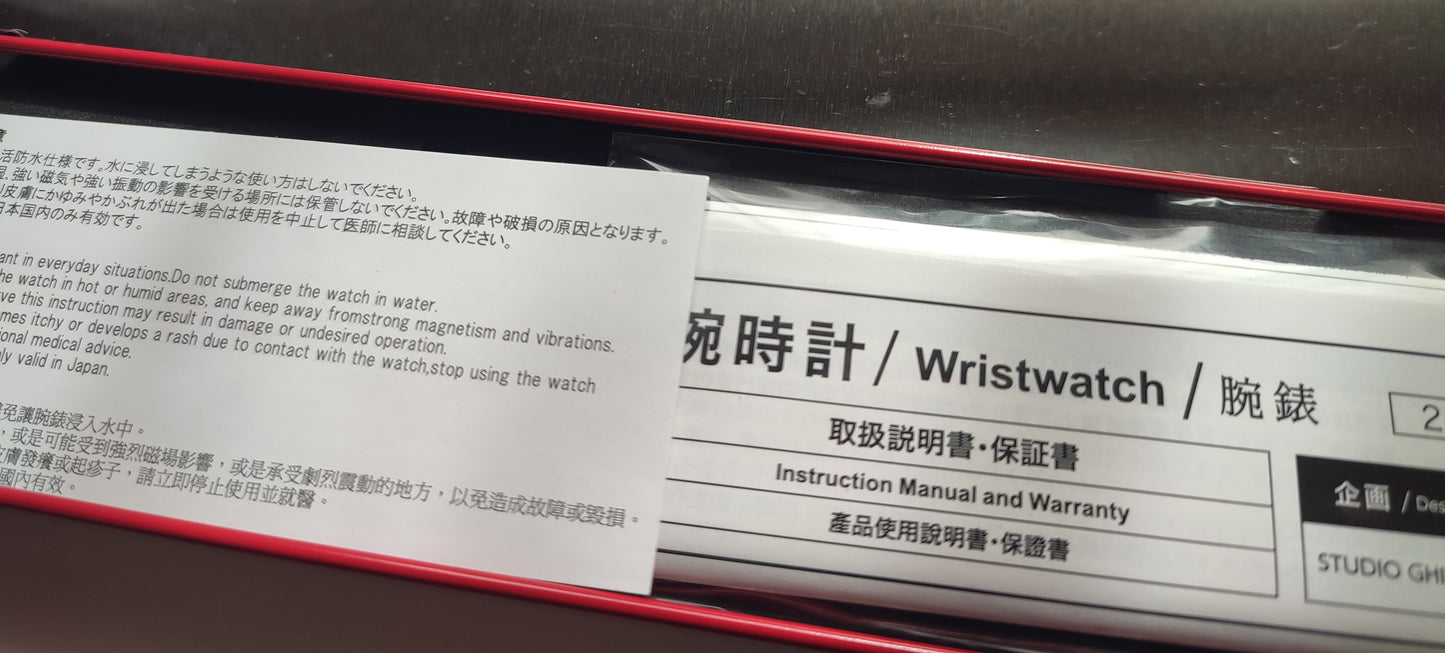 活防水仕様です。水に浸してしまうような使い方はしないでください。
強い磁気や強い振動の影響を受ける場所には保管しないでください。故障や破損の原因となります。
皮膚にかゆみやかぶれが出た場合は使用を中止して医師に相談してください。
日本国内のみ有効です。
ant in everyday situations.Do not submerge the watch in water.
he watch in hot or humid areas, and keep away fromstrong magnetism and vibrations.
ve this instruction may result in damage or undesired operation.
mes itchy or develops a rash due to contact with the watch,stop using the watch
ional medical advice.
ly valid in Japan.
免讓腕錶浸入水中。
，或是可能受到強烈磁場影響，或是承受劇烈震動的地方，以免造成故障或毀損。
皮膚發癢或起疹子，請立即停止使用並就醫。
國內有效。
腕時計 / Wristwatch / 腕錶
2
取扱説明書・保証書
Instruction Manual and Warranty
產品使用說明書・保證書
企画 / Des
STUDIO GHI